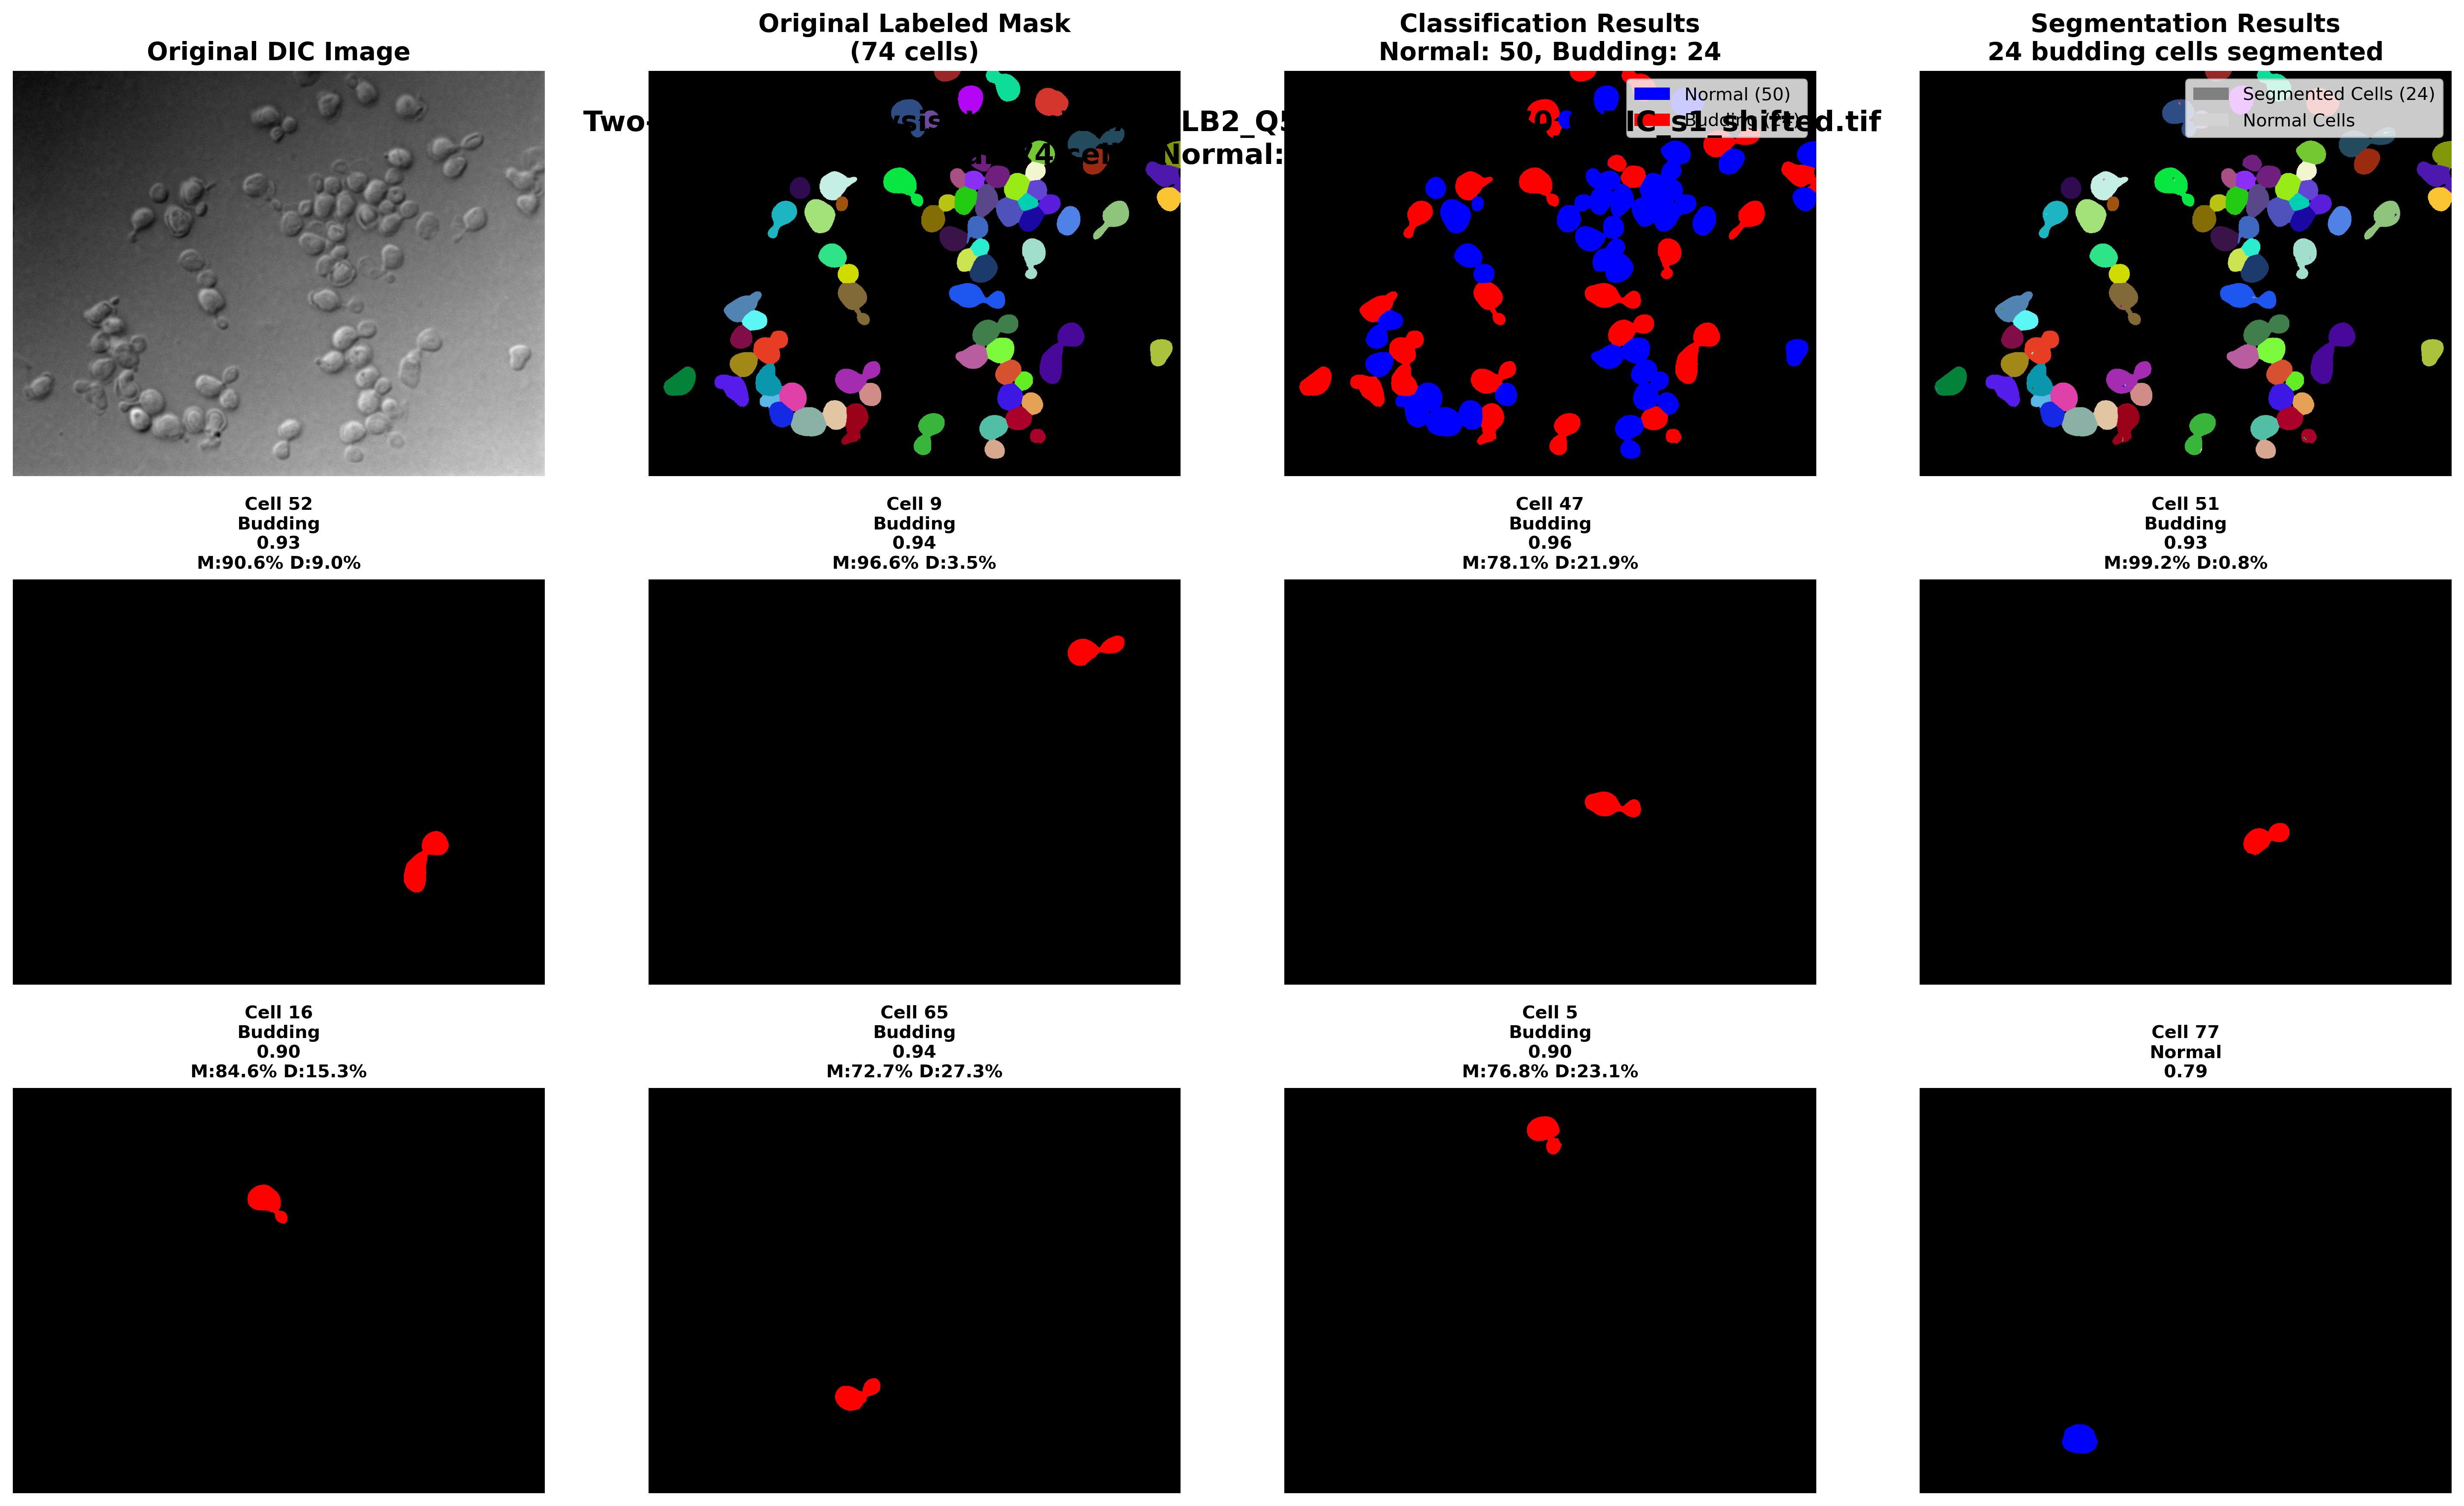 Original DIC Image
Original Labeled Mask
(74 cells)
Classification Results
Normal: 50, Budding: 24
Segmentation Results
24 budding cells segmented
Normal (50)
Segmented Cells (24)
Normal Cells
Two-
LB2_Q5
IC_s1_shifted.tif
Normal:
Cell 52
Budding
0.93
M:90.6% D:9.0%
Cell 9
Budding
0.94
M:96.6% D:3.5%
Cell 47
Budding
0.96
M:78.1% D:21.9%
Cell 51
Budding
0.93
M:99.2% D:0.8%
Cell 16
Budding
0.90
M:84.6% D:15.3%
Cell 65
Budding
0.94
M:72.7% D:27.3%
Cell 5
Budding
0.90
M:76.8% D:23.1%
Cell 77
Normal
0.79